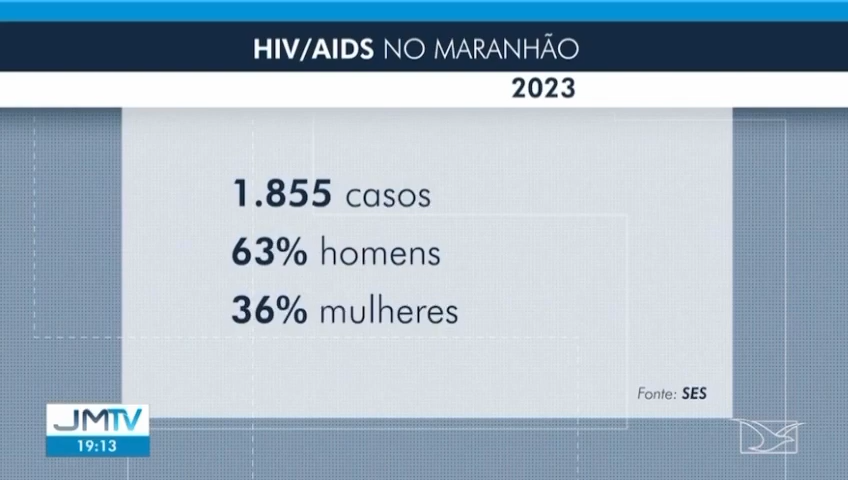 HIV/AIDS NO MARANHÃO
2023
1.855 casos
63% homens
36% mulheres
Fonte: SES
JMTV
19:13